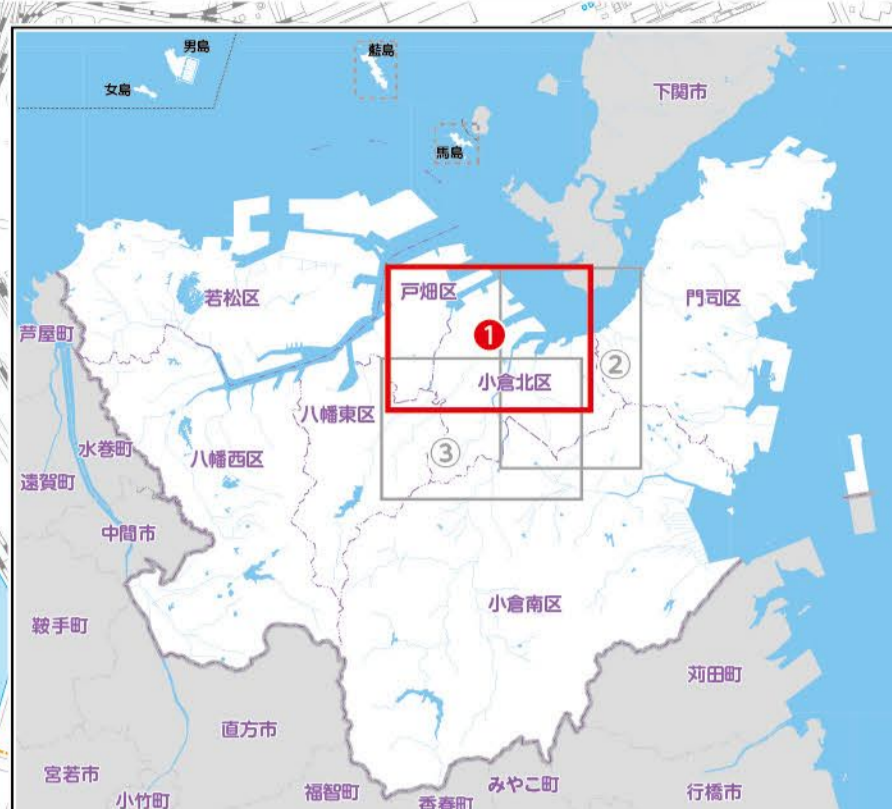 男島
女島
藍島
馬島
下関市
若松区
戸畑区
門司区
芦屋町
❶
②
小倉北区
八幡東区
水巻町
八幡西区
③
遠賀町
中間市
小倉南区
鞍手町
苅田町
直方市
宮若市
小竹町
福智町
香春町
みやこ町
行橋市